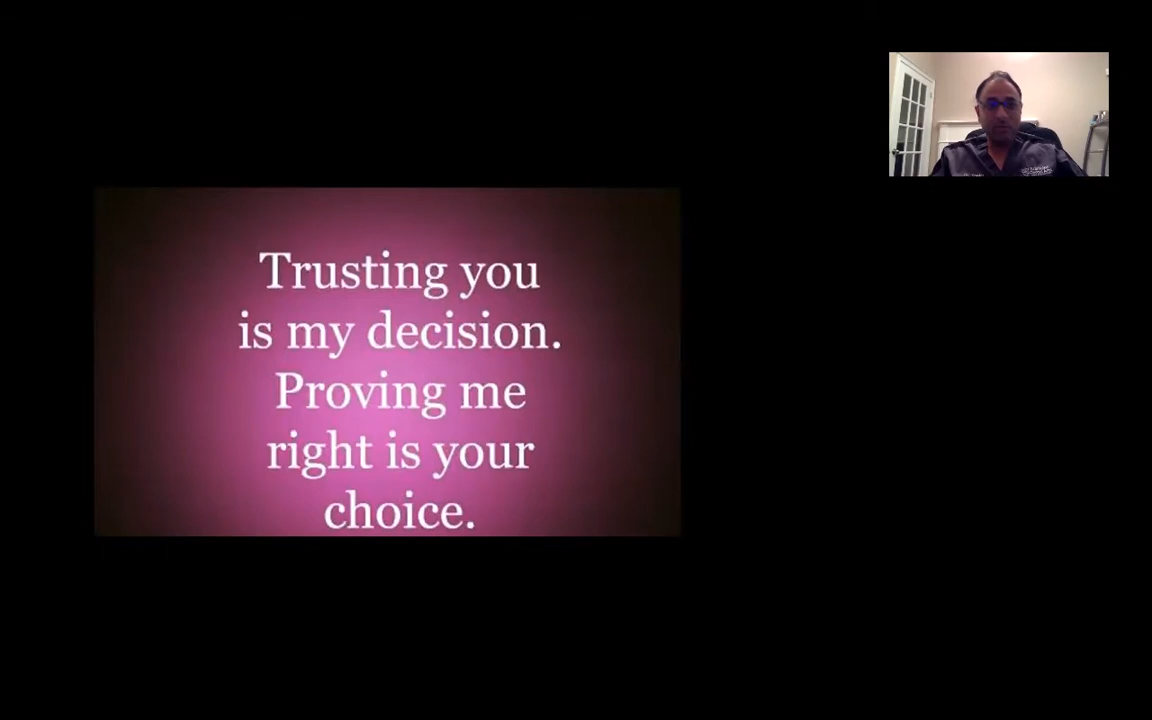 Trusting you
is my decision.
Proving me
right is your
choice.